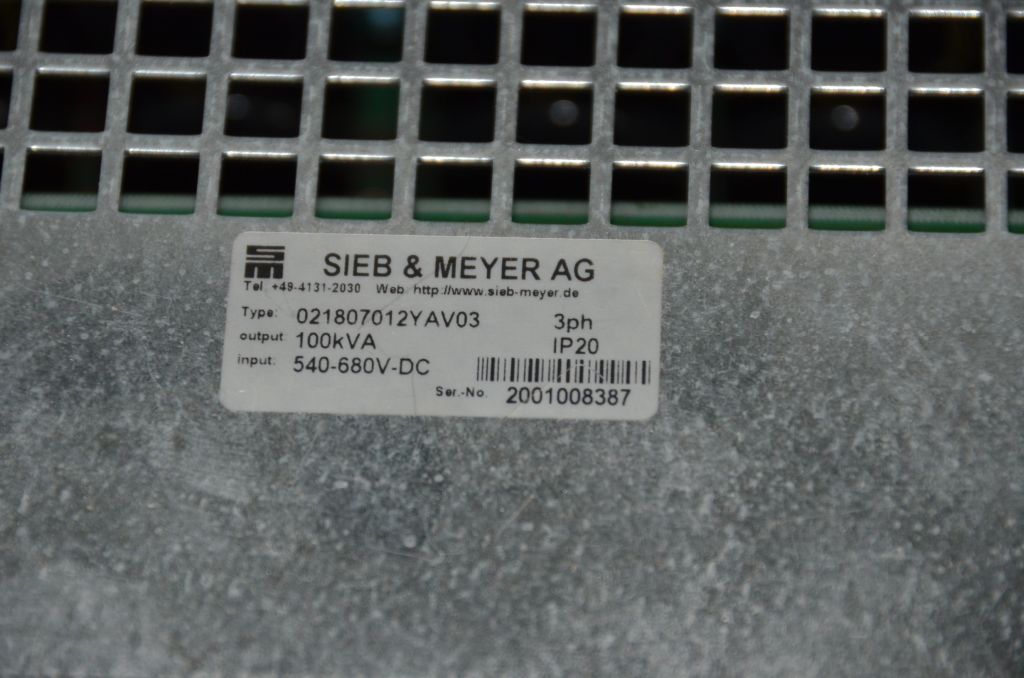 SM
SIEB & MEYER AG
Tel. +49-4131-2030 Web: http://www.sieb-meyer.de
Type: 021807012YAV03 3ph
output: 100kVA IP20
input: 540-680V-DC
Ser.-No. 2001008387